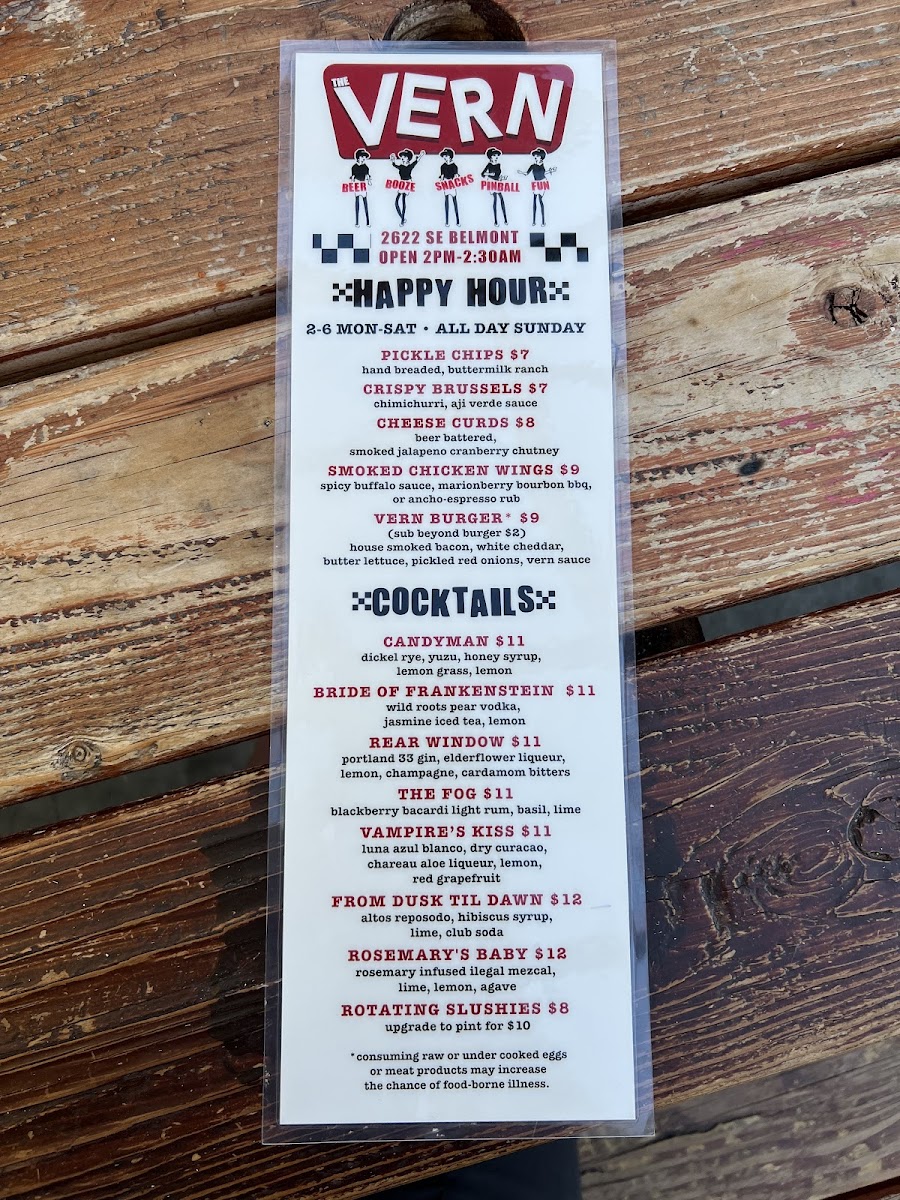 THE
VERN
BEER BOOZE SNACKS PINBALL FUN
2622 SE BELMONT
OPEN 2PM-2:30AM
HAPPY HOUR
2-6 MON-SAT • ALL DAY SUNDAY
PICKLE CHIPS $7
hand breaded, buttermilk ranch
CRISPY BRUSSELS $7
chimichurri, aji verde sauce
CHEESE CURDS $8
beer battered,
smoked jalapeno cranberry chutney
SMOKED CHICKEN WINGS $9
spicy buffalo sauce, marionberry bourbon bbq,
or ancho-espresso rub
VERN BURGER* $9
(sub beyond burger $2)
house smoked bacon, white cheddar,
butter lettuce, pickled red onions, vern sauce
COCKTAILS
CANDYMAN $11
dickel rye, yuzu, honey syrup,
lemon grass, lemon
BRIDE OF FRANKENSTEIN $11
wild roots pear vodka,
jasmine iced tea, lemon
REAR WINDOW $11
portland 33 gin, elderflower liqueur,
lemon, champagne, cardamom bitters
THE FOG $11
blackberry bacardi light rum, basil, lime
VAMPIRE'S KISS $11
luna azul blanco, dry curacao,
chareau aloe liqueur, lemon,
red grapefruit
FROM DUSK TIL DAWN $12
altos reposodo, hibiscus syrup,
lime, club soda
ROSEMARY'S BABY $12
rosemary infused ilegal mezcal,
lime, lemon, agave
ROTATING SLUSHIES $8
upgrade to pint for $10
*consuming raw or under cooked eggs
or meat products may increase
the chance of food-borne illness.